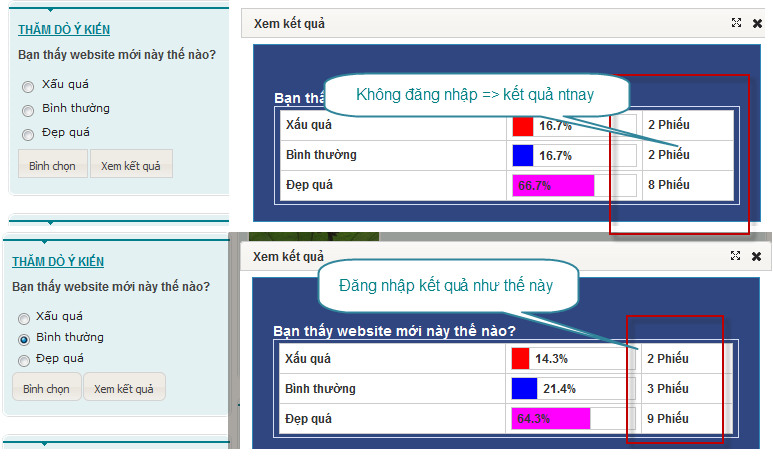 THĂM DÒ Ý KIẾN
Bạn thấy website mới này thế nào?
Xấu quá
Bình thường
Đẹp quá
Bình chọn Xem kết quả
Xem kết quả
Không đăng nhập => kết quả ntnay
Bạn
Xấu quá 16.7% 2 Phiếu
Bình thường 16.7% 2 Phiếu
Đẹp quá 66.7% 8 Phiếu
THĂM DÒ Ý KIẾN
Bạn thấy website mới này thế nào?
Xấu quá
Bình thường
Đẹp quá
Bình chọn Xem kết quả
Xem kết quả
Đăng nhập kết quả như thế này
Bạn thấy website mới này thế nào?
Xấu quá 14.3% 2 Phiếu
Bình thường 21.4% 3 Phiếu
Đẹp quá 64.3% 9 Phiếu